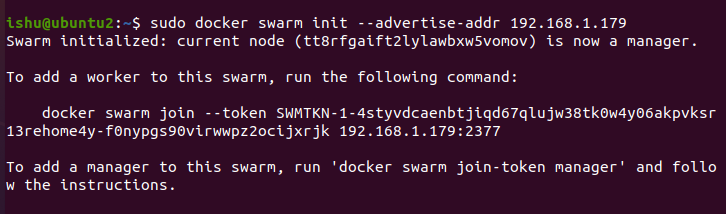 ishu@ubuntu2:~$ sudo docker swarm init --advertise-addr 192.168.1.179
Swarm initialized: current node (tt8rfgaift2lylawbxw5vomov) is now a manager.
To add a worker to this swarm, run the following command:
docker swarm join --token SWMTKN-1-4styvdcaenbtjiqd67qlujw38tk0w4y06akpvksr
13rehome4y-f0nypgs90virwwpz2ocijxrjk 192.168.1.179:2377
To add a manager to this swarm, run 'docker swarm join-token manager' and follo
w the instructions.